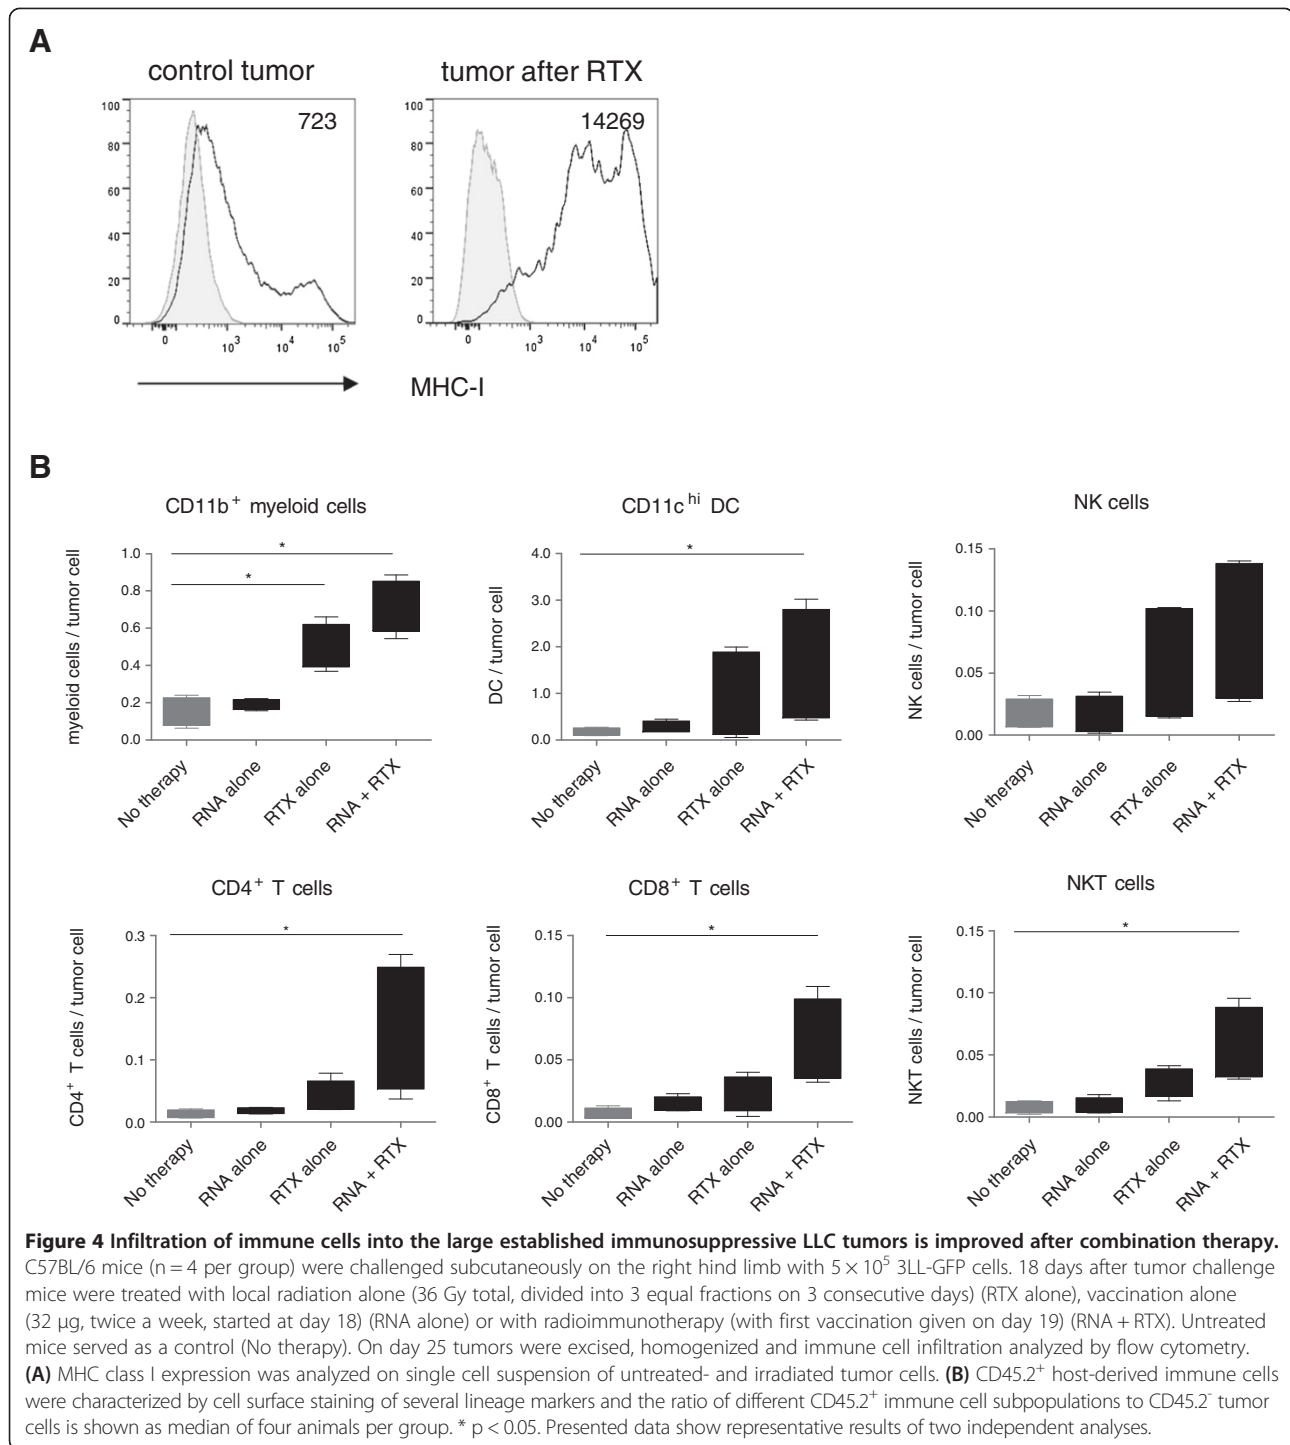 A
control tumor
tumor after RTX
100
80
60
40
20
0
723
0
10³
10⁴
10⁵
100
80
60
40
20
0
14269
0
10³
10⁴
10⁵
MHC-I
B
CD11b⁺ myeloid cells
myeloid cells / tumor cell
1.0
0.8
0.6
0.4
0.2
0.0
*
*
No therapy
RNA alone
RTX alone
RNA + RTX
CD11c ʰⁱ DC
DC / tumor cell
4.0
3.0
2.0
1.0
0.0
*
No therapy
RNA alone
RTX alone
RNA + RTX
NK cells
NK cells / tumor cell
0.15
0.10
0.05
0.00
No therapy
RNA alone
RTX alone
RNA + RTX
CD4⁺ T cells
CD4⁺ T cells / tumor cell
0.3
0.2
0.1
0.0
*
No therapy
RNA alone
RTX alone
RNA + RTX
CD8⁺ T cells
CD8⁺ T cells / tumor cell
0.15
0.10
0.05
0.00
*
No therapy
RNA alone
RTX alone
RNA + RTX
NKT cells
NKT cells / tumor cell
0.15
0.10
0.05
0.00
*
No therapy
RNA alone
RTX alone
RNA + RTX
Figure 4 Infiltration of immune cells into the large established immunosuppressive LLC tumors is improved after combination therapy.
C57BL/6 mice (n = 4 per group) were challenged subcutaneously on the right hind limb with 5 × 10⁵ 3LL-GFP cells. 18 days after tumor challenge
mice were treated with local radiation alone (36 Gy total, divided into 3 equal fractions on 3 consecutive days) (RTX alone), vaccination alone
(32 µg, twice a week, started at day 18) (RNA alone) or with radioimmunotherapy (with first vaccination given on day 19) (RNA + RTX). Untreated
mice served as a control (No therapy). On day 25 tumors were excised, homogenized and immune cell infiltration analyzed by flow cytometry.
(A) MHC class I expression was analyzed on single cell suspension of untreated- and irradiated tumor cells. (B) CD45.2⁺ host-derived immune cells
were characterized by cell surface staining of several lineage markers and the ratio of different CD45.2⁺ immune cell subpopulations to CD45.2⁻ tumor
cells is shown as median of four animals per group. * p < 0.05. Presented data show representative results of two independent analyses.